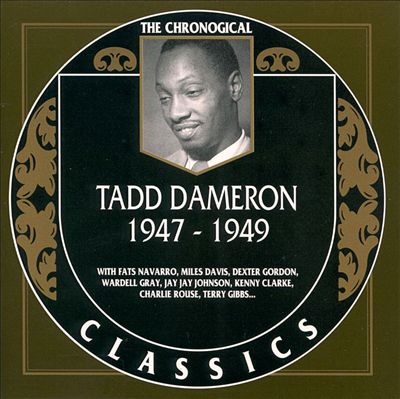 THE CHRONOGICAL
TADD DAMERON
1947 - 1949
WITH FATS NAVARRO, MILES DAVIS, DEXTER GORDON,
WARDELL GRAY, JAY JAY JOHNSON, KENNY CLARKE,
CHARLIE ROUSE, TERRY GIBBS...
CLASSICS